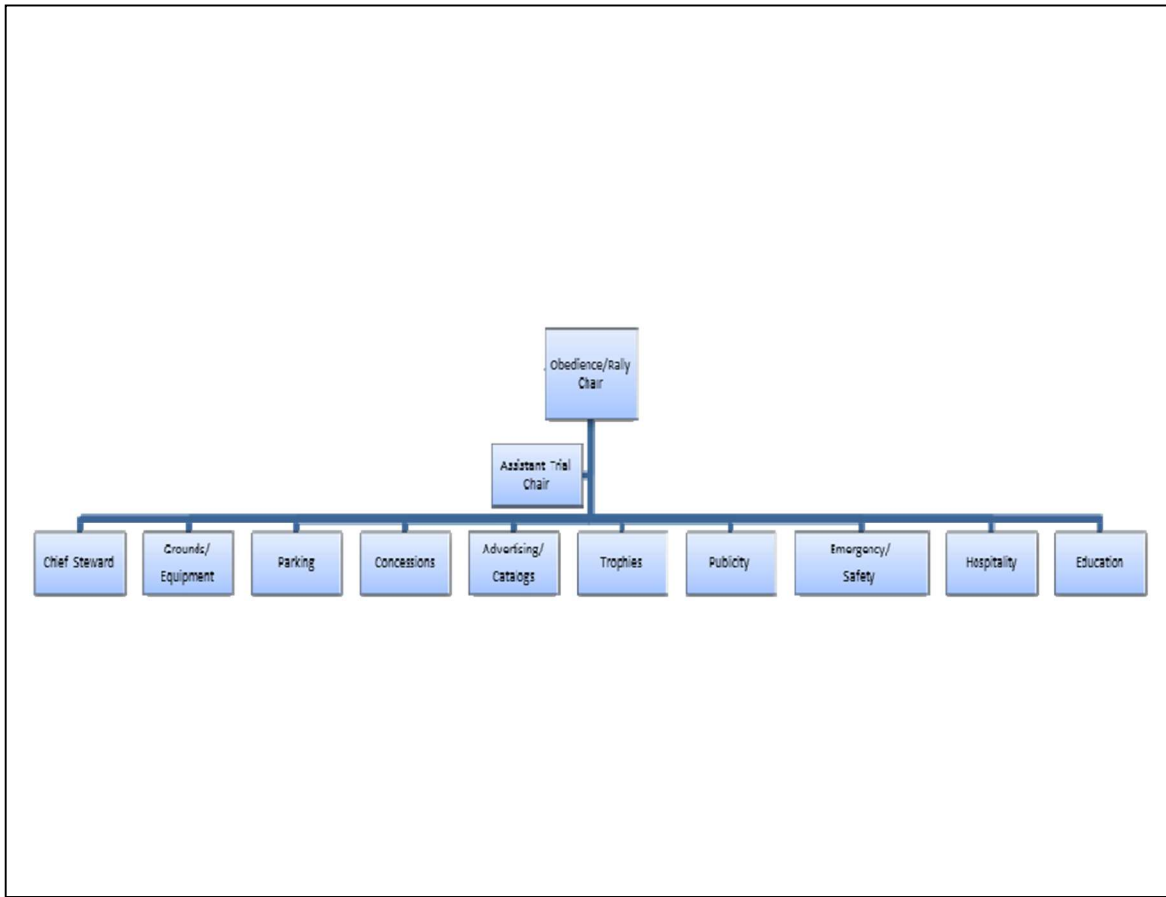 Obedience/Rally
Chair
Assistant Trial
Chair
Chief Steward
Grounds/
Equipment
Parking
Concessions
Advertising/
Catalogs
Trophies
Publicity
Emergency/
Safety
Hospitality
Education